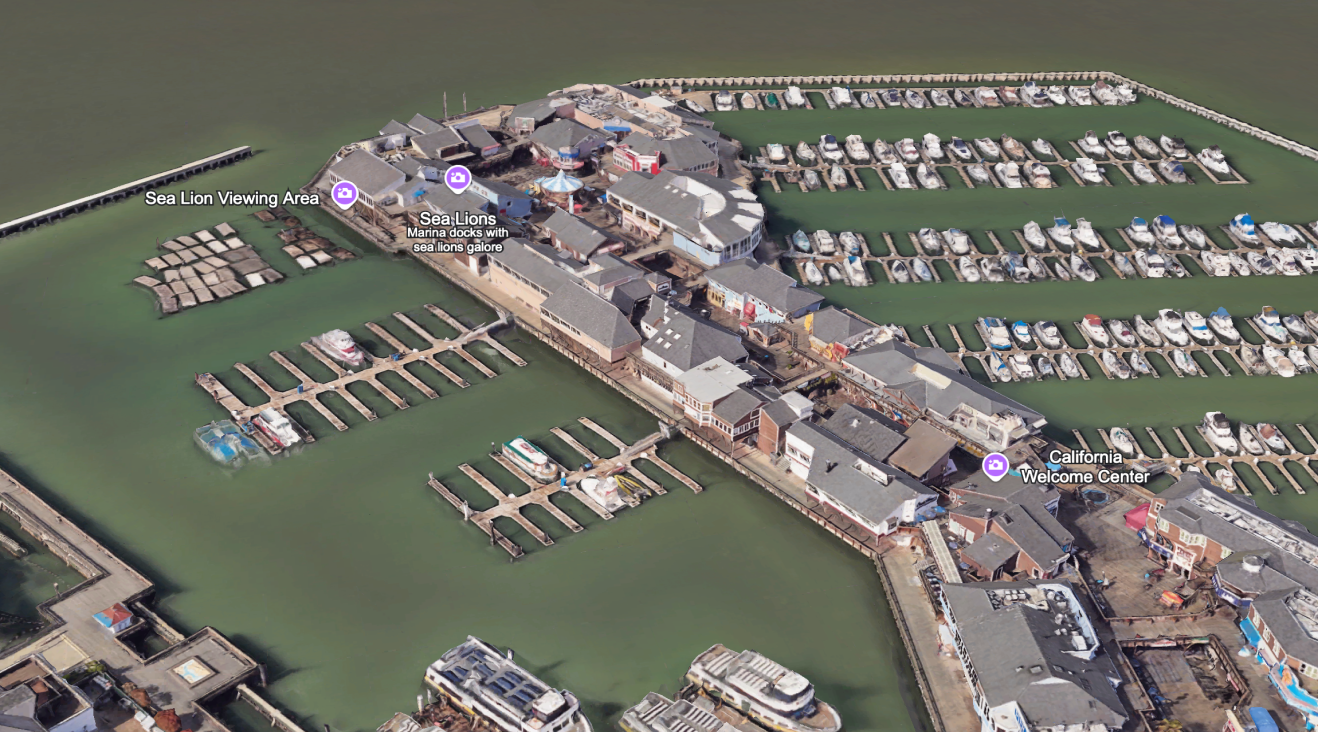 Sea Lion Viewing Area
Sea Lions
Marina docks with
sea lions galore
California
Welcome Center